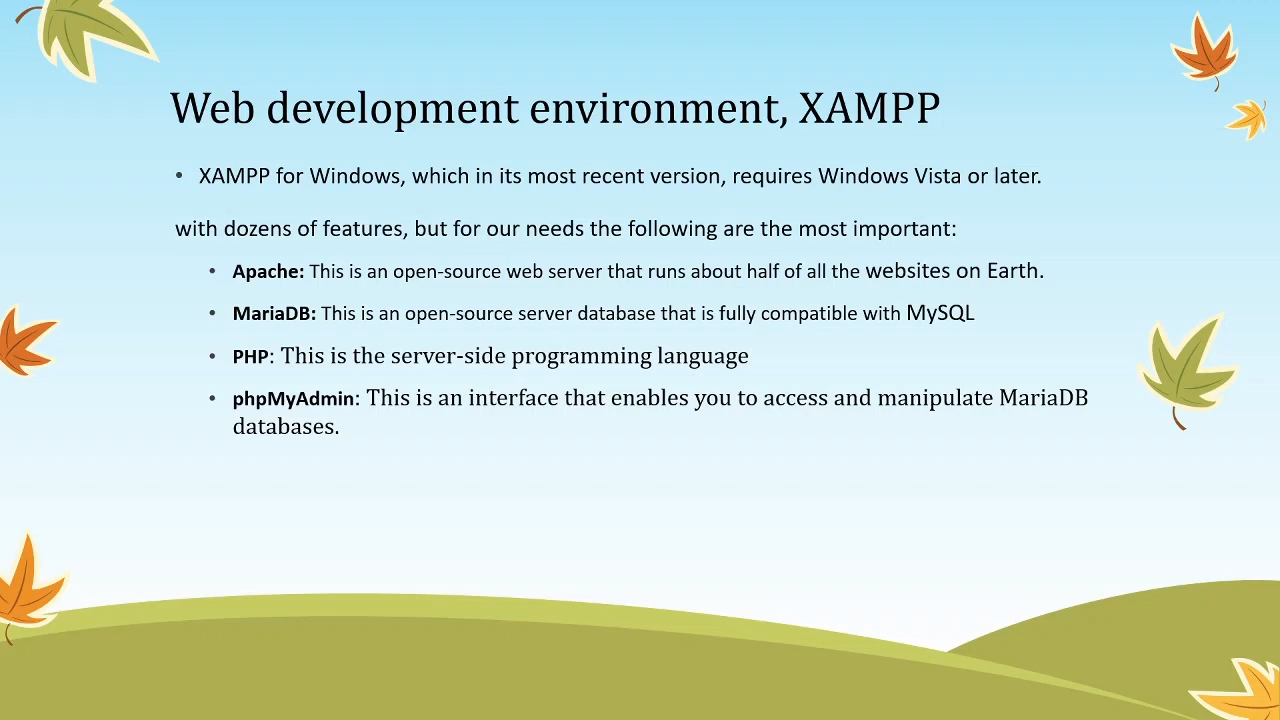 Web development environment, XAMPP
• XAMPP for Windows, which in its most recent version, requires Windows Vista or later.
with dozens of features, but for our needs the following are the most important:
• Apache: This is an open-source web server that runs about half of all the websites on Earth.
• MariaDB: This is an open-source server database that is fully compatible with MySQL
• PHP: This is the server-side programming language
• phpMyAdmin: This is an interface that enables you to access and manipulate MariaDB
databases.